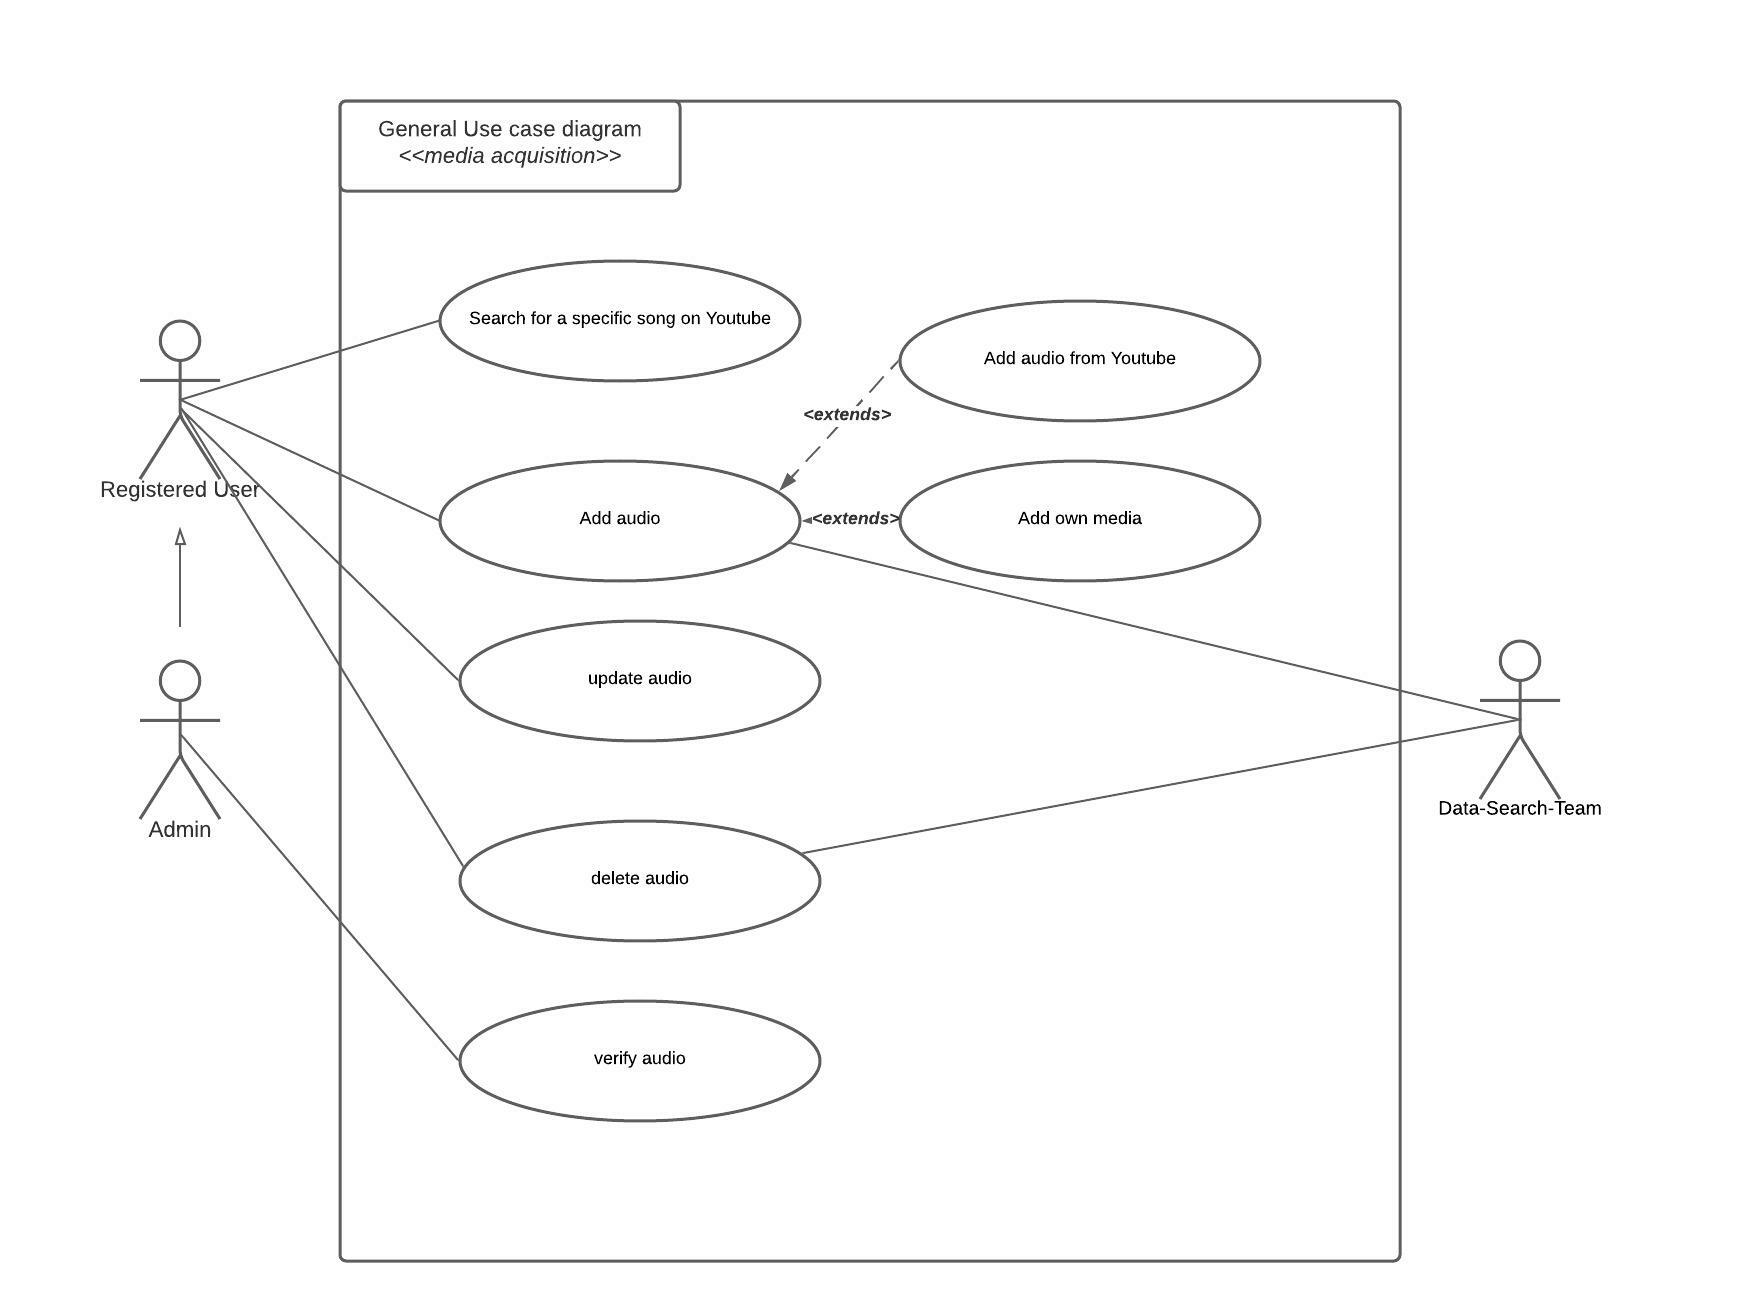 General Use case diagram
<<media acquisition>>
Search for a specific song on Youtube
Add audio from Youtube
<extends>
Registered User
Add audio
<extends>
Add own media
update audio
Admin
Data-Search-Team
delete audio
verify audio